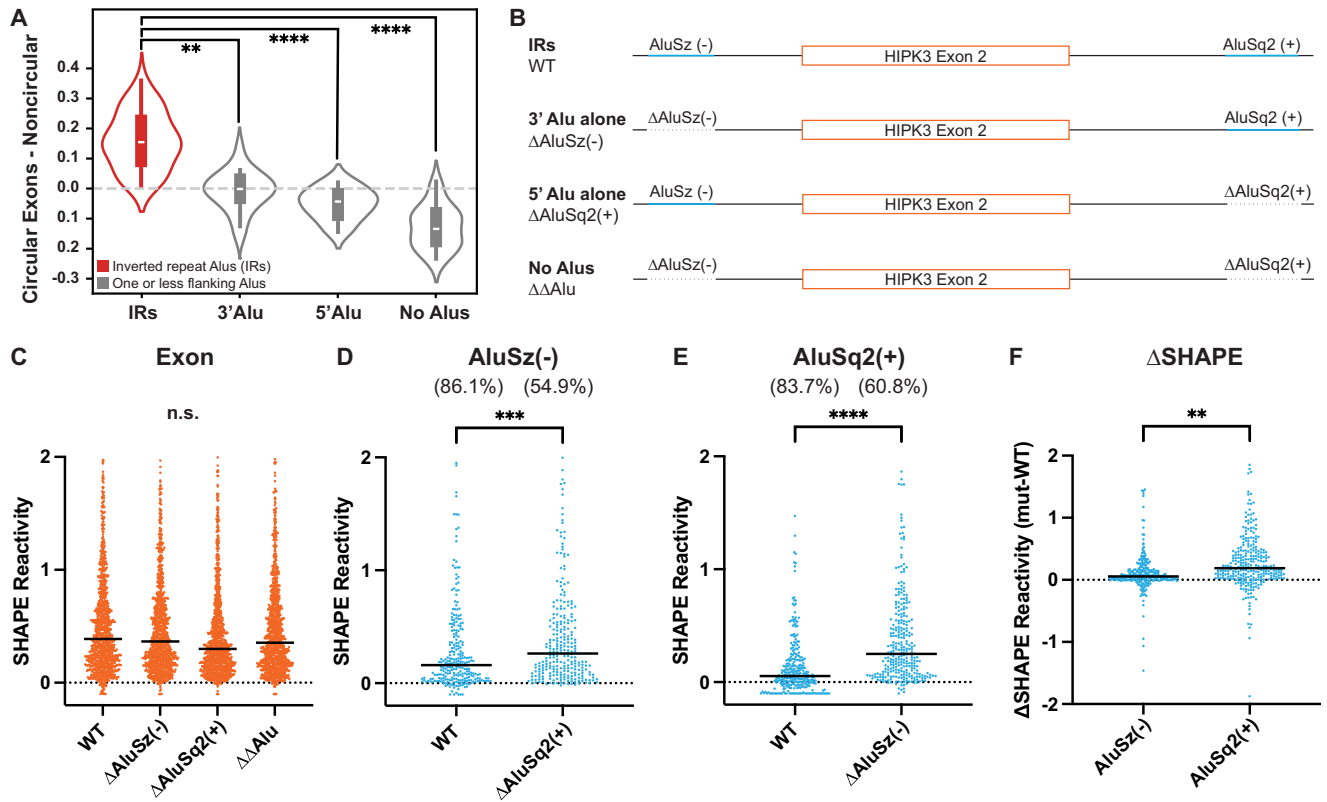 A
Circular Exons - Noncircular
0.4
0.3
0.2
0.1
0.0
0.1
0.2
-0.3
**
****
****
Inverted repeat Alus (IRs)
One or less flanking Alus
IRs 3'Alu 5'Alu No Alus
B
IRs
WT
AluSz (-)
HIPK3 Exon 2
AluSq2 (+)
3' Alu alone
ΔAluSz(-)
ΔAluSz(-)
HIPK3 Exon 2
AluSq2 (+)
5' Alu alone
ΔAluSq2(+)
AluSz (-)
HIPK3 Exon 2
ΔAluSq2(+)
No Alus
ΔΔAlu
ΔAluSz(-)
HIPK3 Exon 2
ΔAluSq2(+)
C Exon
n.s.
SHAPE Reactivity
2
1
0
WT ΔAluSz(-) ΔAluSq2(+) ΔΔAlu
D AluSz(-)
(86.1%) (54.9%)
***
SHAPE Reactivity
2
1
0
WT ΔAluSq2(+)
E AluSq2(+)
(83.7%) (60.8%)
****
SHAPE Reactivity
2
1
0
WT ΔAluSz(-)
F ΔSHAPE
**
ΔSHAPE Reactivity (mut-WT)
2
1
0
-1
-2
AluSz(-) AluSq2(+)